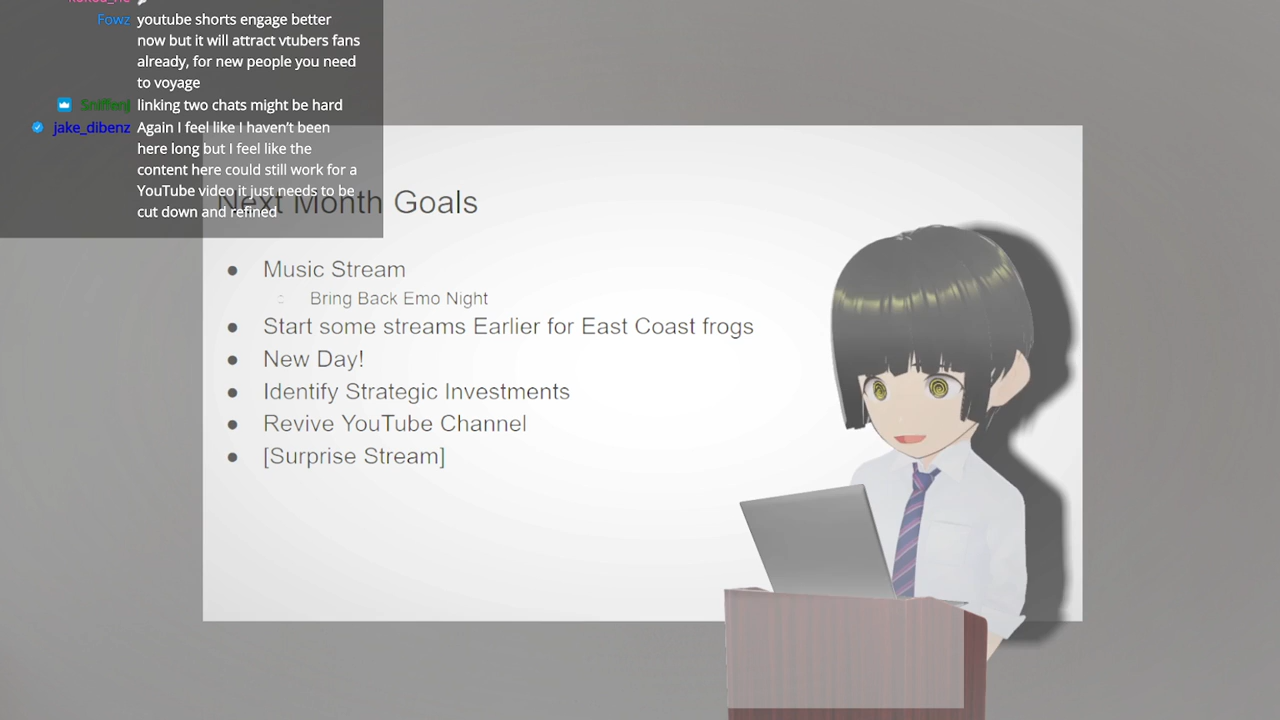 Fowz youtube shorts engage better
now but it will attract vtubers fans
already, for new people you need
to voyage
Sniffenj linking two chats might be hard
jake_dibenz Again I feel like I haven’t been
here long but I feel like the
content here could still work for a
YouTube video it just needs to be
cut down and refined
Next Month Goals
Music Stream
Bring Back Emo Night
Start some streams Earlier for East Coast frogs
New Day!
Identify Strategic Investments
Revive YouTube Channel
[Surprise Stream]